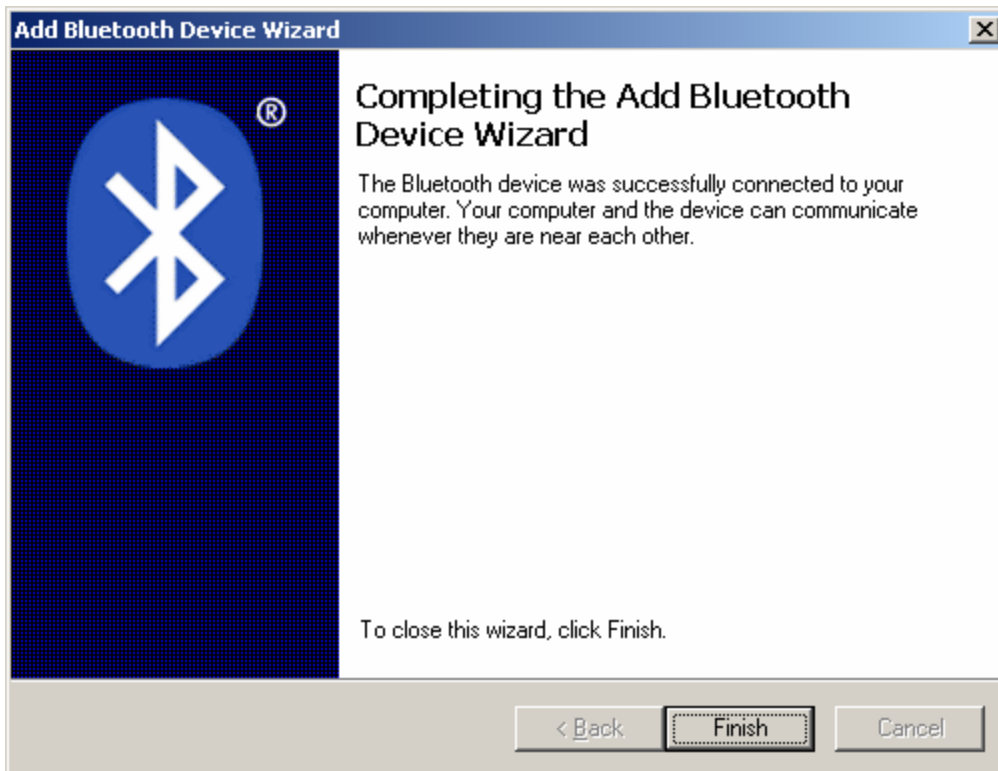 Add Bluetooth Device Wizard
®
Completing the Add Bluetooth
Device Wizard
The Bluetooth device was successfully connected to your
computer. Your computer and the device can communicate
whenever they are near each other.
To close this wizard, click Finish.
< Back
Finish
Cancel